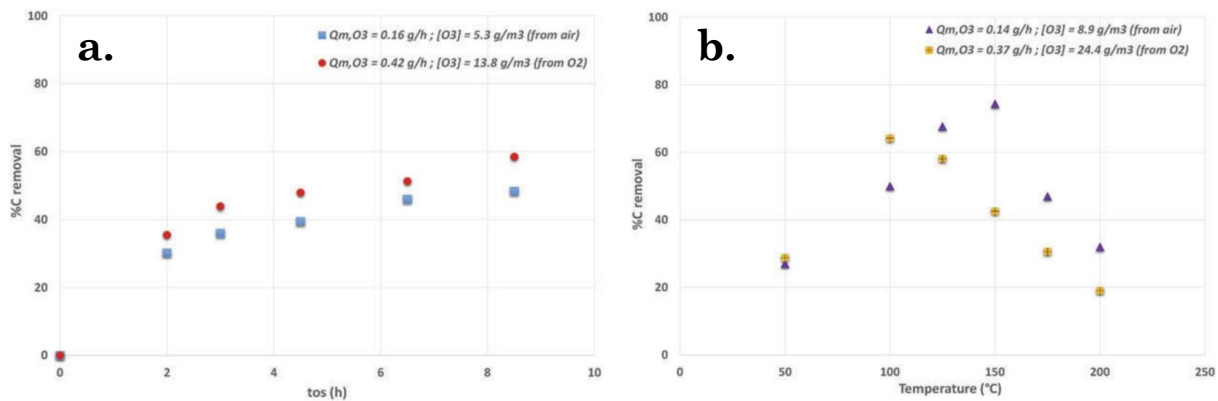 a.
Qm,O3 = 0.16 g/h ; [O3] = 5.3 g/m3 (from air)
Qm,O3 = 0.42 g/h ; [O3] = 13.8 g/m3 (from O2)
100
80
60
40
20
0
%C removal
0 2 4 6 8 10
tos (h)
b.
Qm,O3 = 0.14 g/h ; [O3] = 8.9 g/m3 (from air)
Qm,O3 = 0.37 g/h ; [O3] = 24.4 g/m3 (from O2)
100
80
60
40
20
0
%C removal
0 50 100 150 200 250
Temperature (°C)